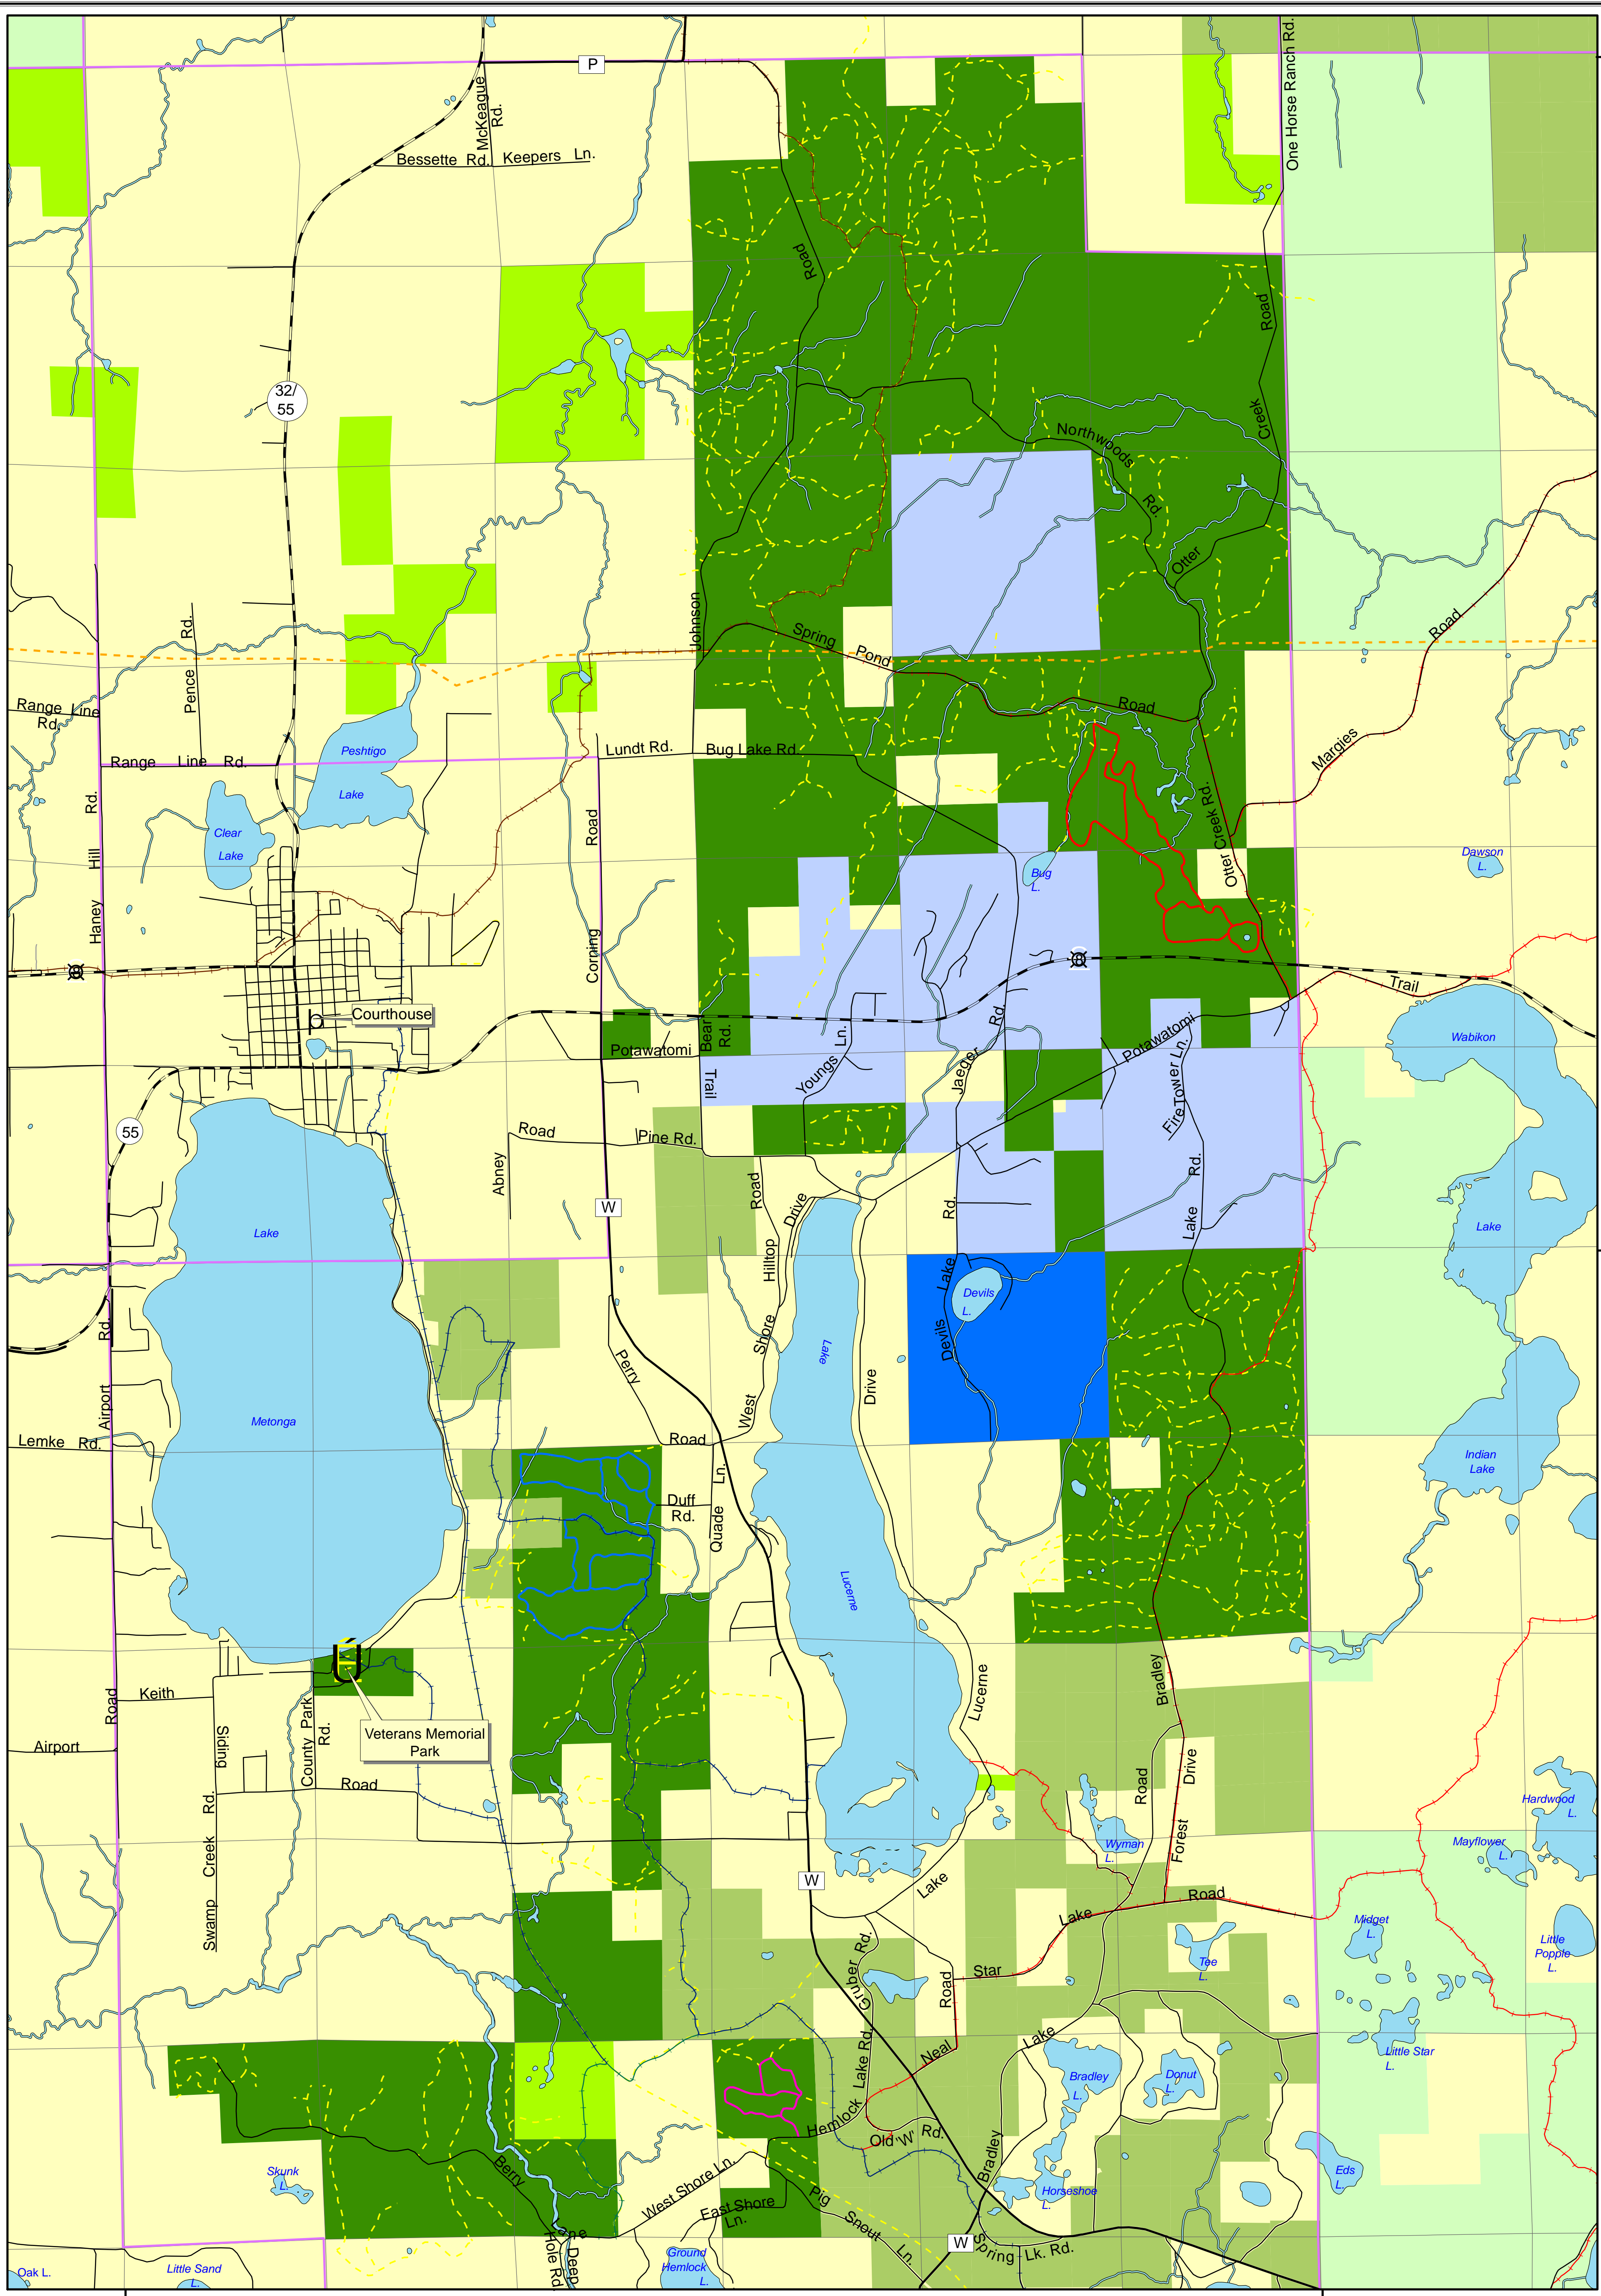 P
McKeague
Rd.
Bessette Rd.
Keepers Ln.
One Horse Ranch Rd.
Road
Road
Creek
32/
55
Northwoods
Rd.
Otter
Johnson
Spring
Pond
Road
Road
Margies
Pence Rd.
Range Line
Rd.
Range Line Rd.
Peshtigo
Lake
Lundt Rd.
Bug Lake Rd.
Clear
Lake
Haney Hill Rd.
Corning Road
Otter Creek Rd.
Bug
L.
Dawson
L.
Courthouse
Bear
Rd.
Trail
Potawatomi
Youngs Ln.
Jaeger Rd.
Potawatomi
Trail
Fire Tower Ln.
Wabikon
Lake
55
Abney
Road
Pine Rd.
W
Road
Hilltop
Drive
Shore
West
Rd.
Lake Rd.
Lake
Metonga
Devils Lake
Devils
L.
Lake
Lucerne
Drive
Perry
Road
Airport Rd.
Lemke Rd.
Duff
Rd.
Quade Ln.
Indian
Lake
Lucerne
Bradley
Keith
Road
Airport
Siding
County Park
Rd.
Veterans Memorial
Park
Road
Swamp Creek Rd.
Road
Drive
Forest
Wyman
L.
Hardwood
L.
Mayflower
L.
W
Lake
Lake
Road
Star
Road
Midget
L.
Little
Popple
L.
Tee
L.
Gruber Rd.
Neal
Lake
Bradley
Bradley
L.
Donut
L.
Little Star
L.
Hemlock Lake Rd.
Old 'W' Rd.
Skunk
L.
Berry
Lane
West Shore Ln.
East Shore
Ln.
Pig
Snout
Ln.
Horseshoe
L.
Eds
L.
Deep
Hole Rd.
Oak L.
Little Sand
L.
Ground
Hemlock
L.
W
Spring Lk. Rd.